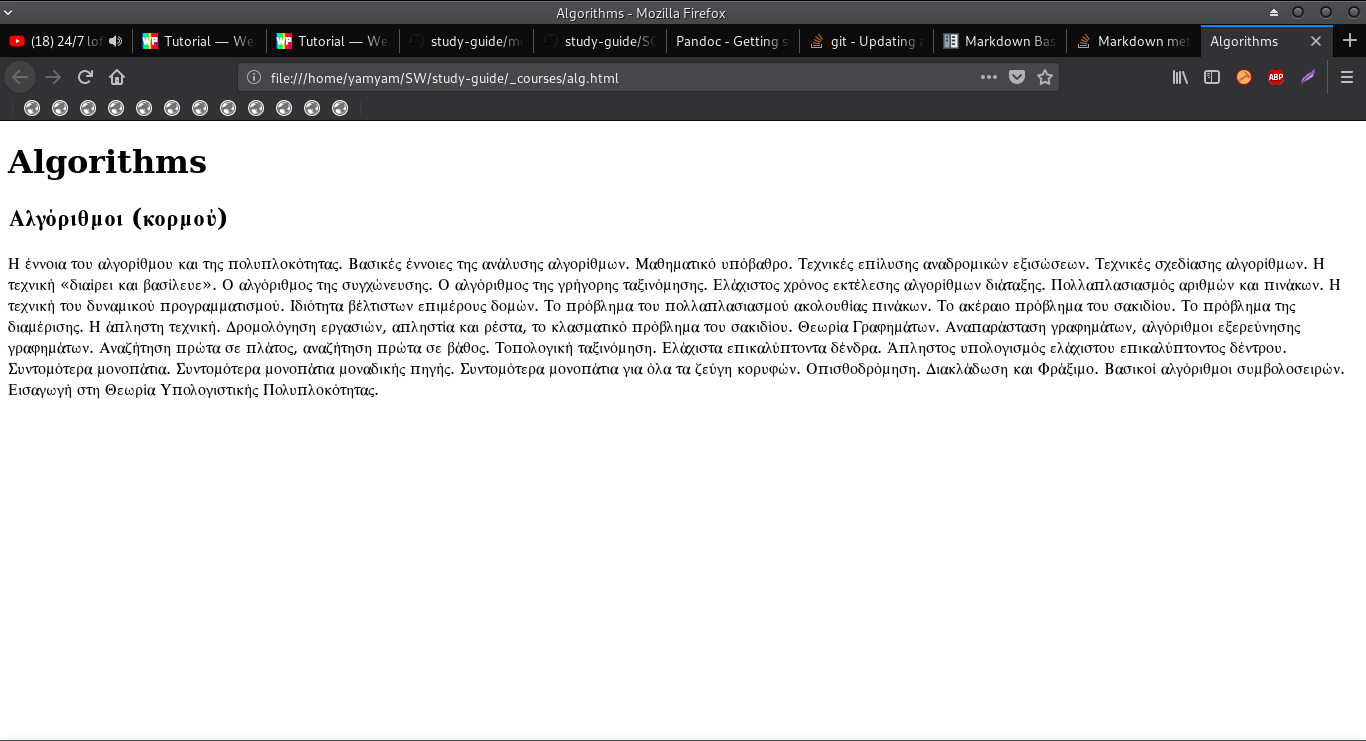 Algorithms - Mozilla Firefox
(18) 24/7 lof Tutorial — We Tutorial — We study-guide/m study-guide/SC Pandoc - Getting s git - Updating a Markdown Bas Markdown met Algorithms
file:///home/yamyam/SW/study-guide/_courses/alg.html ABP
Algorithms
Αλγόριθμοι (κορμού)
Η έννοια του αλγορίθμου και της πολυπλοκότητας. Βασικές έννοιες της ανάλυσης αλγορίθμων. Μαθηματικό υπόβαθρο. Τεχνικές επίλυσης αναδρομικών εξισώσεων. Τεχνικές σχεδίασης αλγορίθμων. Η
τεχνική «διαίρει και βασίλευε». Ο αλγόριθμος της συγχώνευσης. Ο αλγόριθμος της γρήγορης ταξινόμησης. Ελάχιστος χρόνος εκτέλεσης αλγορίθμων διάταξης. Πολλαπλασιασμός αριθμών και πινάκων. Η
τεχνική του δυναμικού προγραμματισμού. Ιδιότητα βέλτιστων επιμέρους δομών. Το πρόβλημα του πολλαπλασιασμού ακολουθίας πινάκων. Το ακέραιο πρόβλημα του σακιδίου. Το πρόβλημα της
διαμέρισης. Η άπληστη τεχνική. Δρομολόγηση εργασιών, απληστία και ρέστα, το κλασματικό πρόβλημα του σακιδίου. Θεωρία Γραφημάτων. Αναπαράσταση γραφημάτων, αλγόριθμοι εξερεύνησης
γραφημάτων. Αναζήτηση πρώτα σε πλάτος, αναζήτηση πρώτα σε βάθος. Τοπολογική ταξινόμηση. Ελάχιστα επικαλύπτοντα δένδρα. Άπληστος υπολογισμός ελάχιστου επικαλύπτοντος δέντρου.
Συντομότερα μονοπάτια. Συντομότερα μονοπάτια μοναδικής πηγής. Συντομότερα μονοπάτια για όλα τα ζεύγη κορυφών. Οπισθοδρόμηση. Διακλάδωση και Φράξιμο. Βασικοί αλγόριθμοι συμβολοσειρών.
Εισαγωγή στη Θεωρία Υπολογιστικής Πολυπλοκότητας.